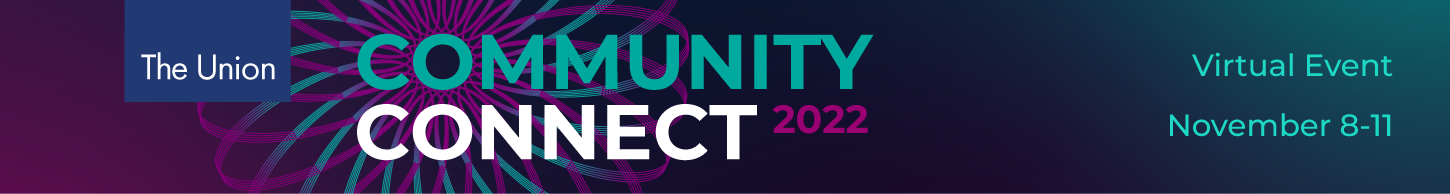 The Union
COMMUNITY
CONNECT 2022
Virtual Event
November 8-11